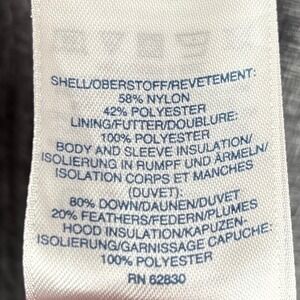 SHELL/OBERSTOFF/REVETEMENT:
58% NYLON
42% POLYESTER
LINING/FUTTER/DOUBLURE:
100% POLYESTER
BODY AND SLEEVE INSULATION/
ISOLIERUNG IN RUMPF UND ÄRMELN/
ISOLATION CORPS ET MANCHES
(DUVET):
80% DOWN/DAUNEN/DUVET
20% FEATHERS/FEDERN/PLUMES
HOOD INSULATION/KAPUZEN-
ISOLIERUNG/GARNISSAGE CAPUCHE:
100% POLYESTER
RN 62830